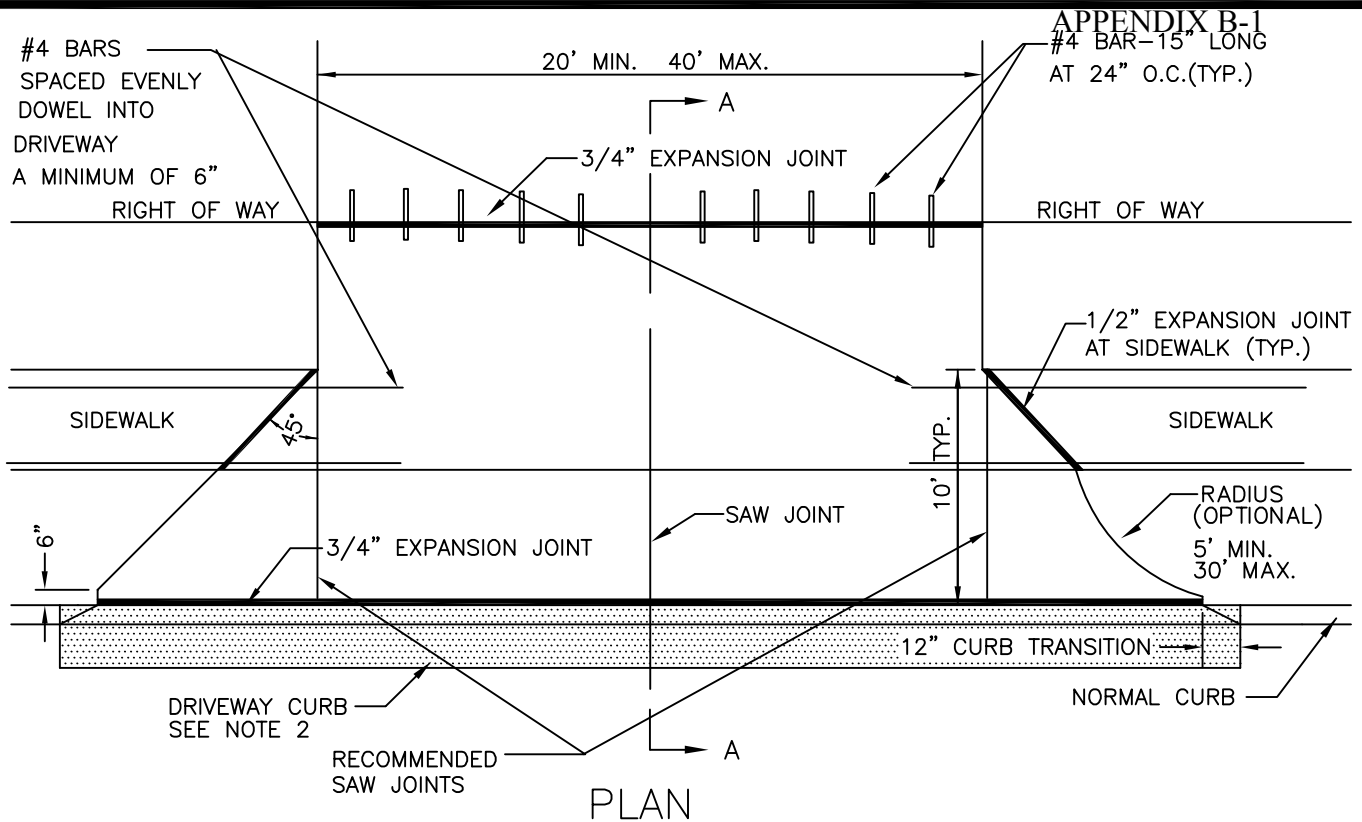 APPENDIX B-1
#4 BARS
SPACED EVENLY
DOWEL INTO
DRIVEWAY
A MINIMUM OF 6”
20’ MIN. 40’ MAX.
#4 BAR–15” LONG
AT 24” O.C.(TYP.)
A
3/4” EXPANSION JOINT
RIGHT OF WAY
RIGHT OF WAY
1/2” EXPANSION JOINT
AT SIDEWALK (TYP.)
SIDEWALK
45°
SIDEWALK
10’ TYP.
RADIUS
(OPTIONAL)
5’ MIN.
30’ MAX.
SAW JOINT
6”
3/4” EXPANSION JOINT
12” CURB TRANSITION
NORMAL CURB
DRIVEWAY CURB
SEE NOTE 2
RECOMMENDED
SAW JOINTS
A
PLAN